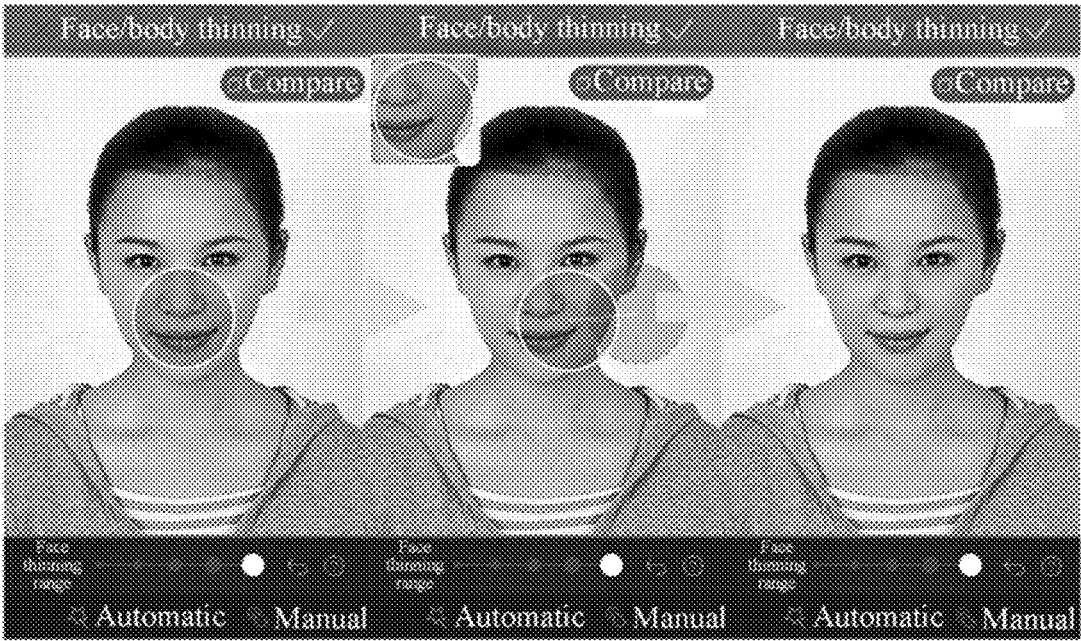 Face/body thinning
Compare
Face
thinning
range
Automatic
Manual
Face/body thinning
Compare
Face
thinning
range
Automatic
Manual
Face/body thinning
Compare
Face
thinning
range
Automatic
Manual